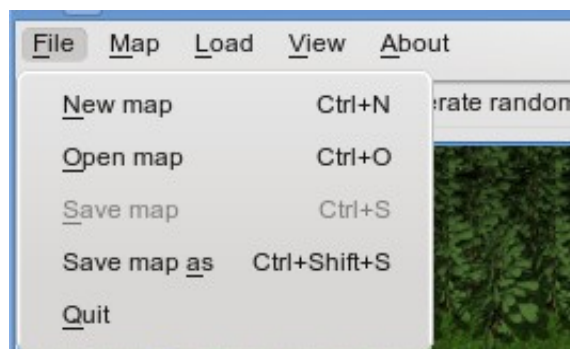 File Map Load View About
New map Ctrl+N
erate random
Open map Ctrl+O
Save map Ctrl+S
Save map as Ctrl+Shift+S
Quit